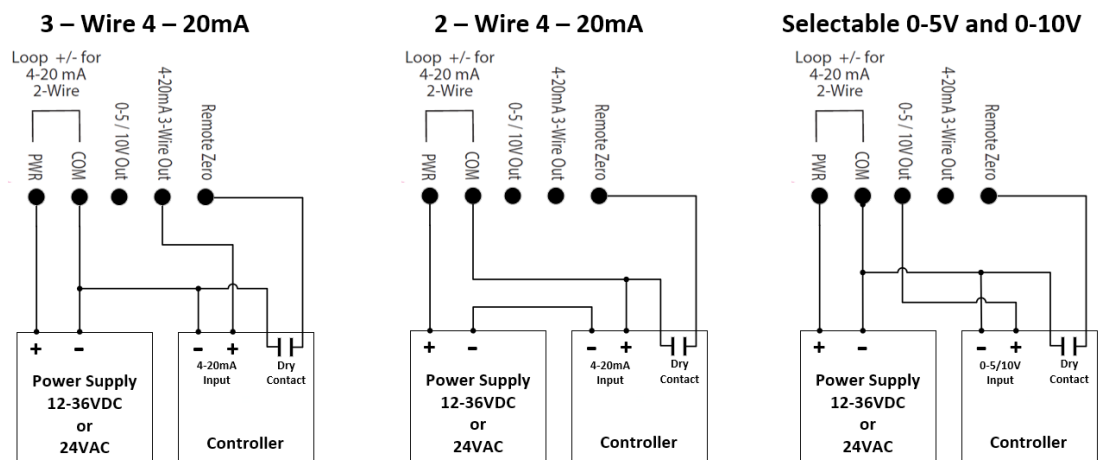 3 – Wire 4 – 20mA
Loop +/- for
4-20 mA
2-Wire
PWR
COM
0-5 / 10V Out
4-20mA 3-Wire Out
Remote Zero
+
-
-
+
4-20mA
Input
Dry
Contact
Power Supply
12-36VDC
or
24VAC
Controller
2 – Wire 4 – 20mA
Loop +/- for
4-20 mA
2-Wire
PWR
COM
0-5 / 10V Out
4-20mA 3-Wire Out
Remote Zero
+
-
-
+
4-20mA
Input
Dry
Contact
Power Supply
12-36VDC
or
24VAC
Controller
Selectable 0-5V and 0-10V
Loop +/- for
4-20 mA
2-Wire
PWR
COM
0-5 / 10V Out
4-20mA 3-Wire Out
Remote Zero
+
-
-
+
0-5/10V
Input
Dry
Contact
Power Supply
12-36VDC
or
24VAC
Controller